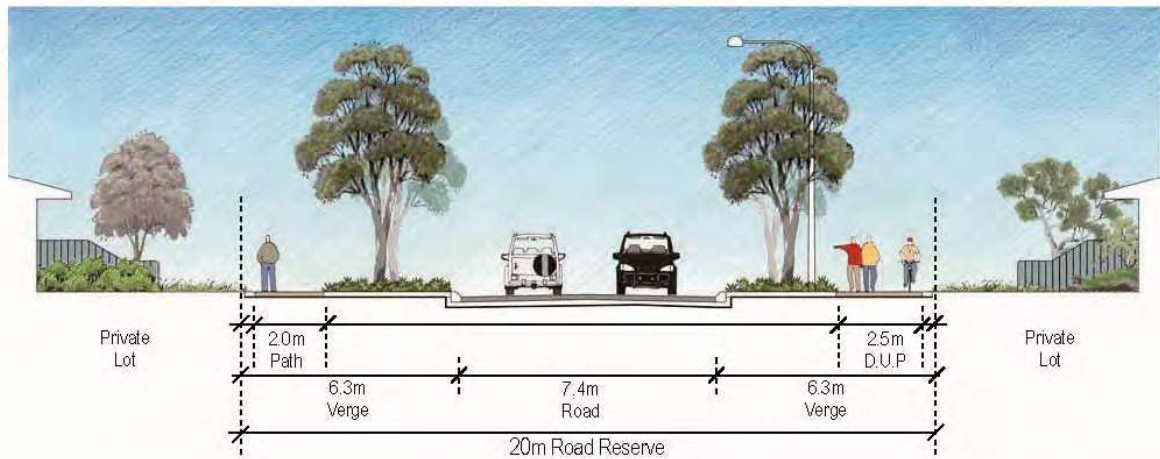 Private
Lot
2.0m
Path
2.5m
D.U.P
Private
Lot
6.3m
Verge
7.4m
Road
6.3m
Verge
20m Road Reserve